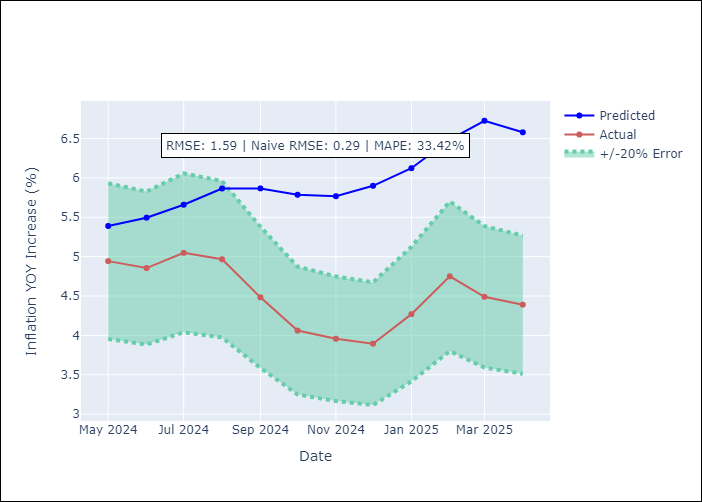 Predicted
Actual
+/-20% Error
RMSE: 1.59 | Naive RMSE: 0.29 | MAPE: 33.42%
6.5
6
5.5
5
4.5
4
3.5
3
Inflation YOY Increase (%)
May 2024 Jul 2024 Sep 2024 Nov 2024 Jan 2025 Mar 2025
Date